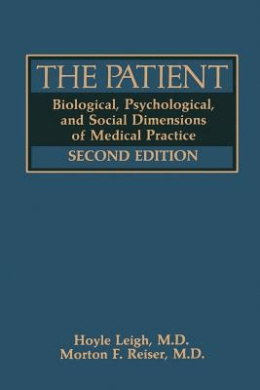 THE PATIENT
Biological, Psychological,
and Social Dimensions
of Medical Practice
SECOND EDITION
Hoyle Leigh, M.D.
Morton F. Reiser, M.D.